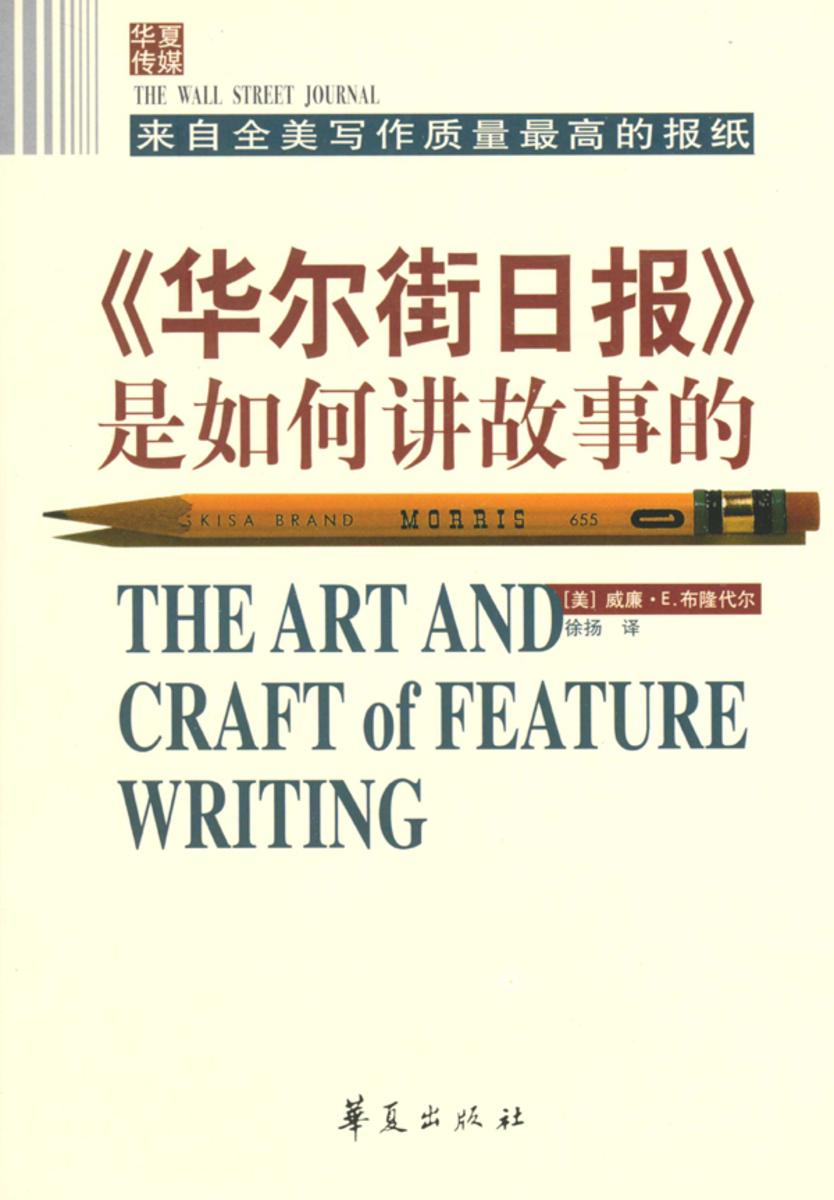 华夏
传媒
THE WALL STREET JOURNAL
来自全美写作质量最高的报纸
《华尔街日报》
是如何讲故事的
SKISA BRAND MORRIS 655 1
THE ART AND
[美] 威廉·E.布隆代尔
徐扬 译
CRAFT of FEATURE
WRITING
華夏出版社